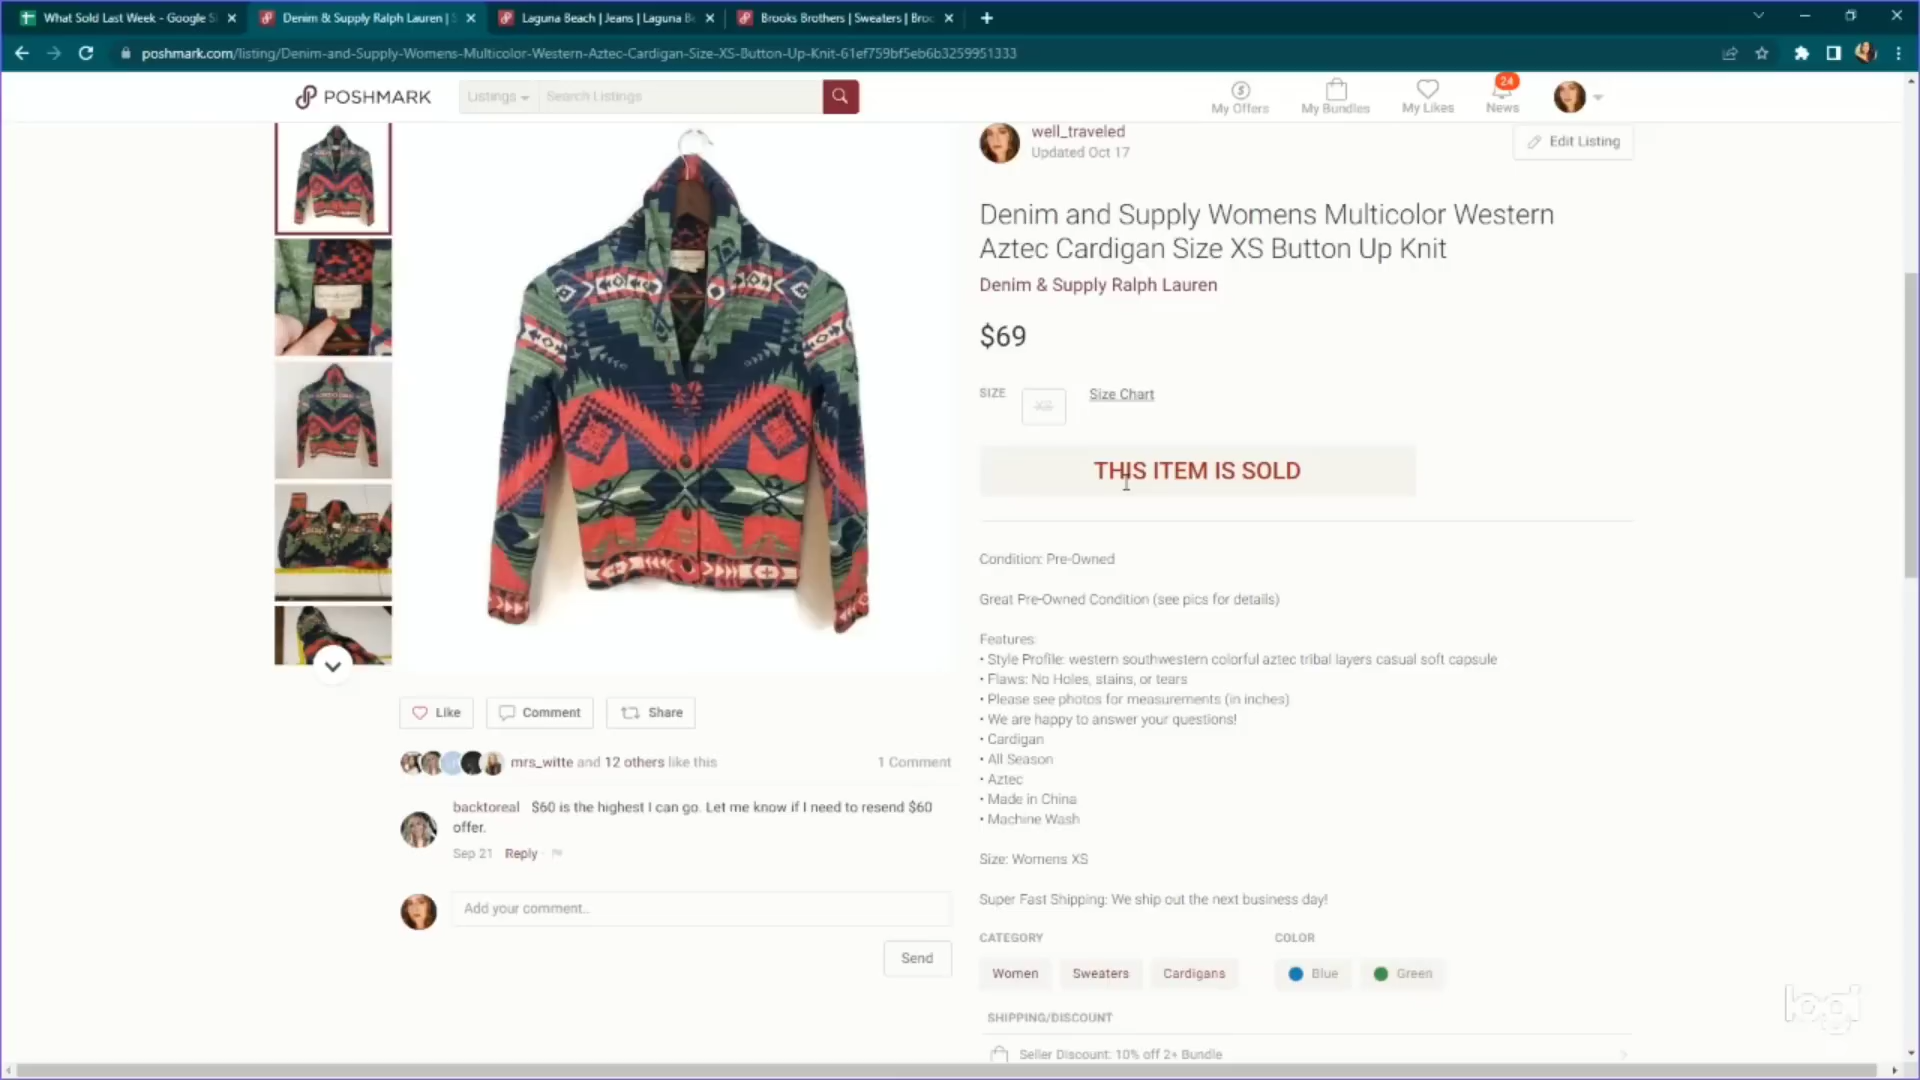 What Sold Last Week - Google S
Denim & Supply Ralph Lauren | S
Laguna Beach | Jeans | Laguna Be
Brooks Brothers | Sweaters | Broo
poshmark.com/listing/Denim-and-Supply-Womens-Multicolor-Western-Aztec-Cardigan-Size-XS-Button-Up-Knit-61ef759bf5eb6b3259951333
POSHMARK
Listings
Search Listings
My Offers
My Bundles
My Likes
24
News
well_traveled
Updated Oct 17
Edit Listing
Denim and Supply Womens Multicolor Western
Aztec Cardigan Size XS Button Up Knit
Denim & Supply Ralph Lauren
$69
SIZE
XS
Size Chart
THIS ITEM IS SOLD
Condition: Pre-Owned
Great Pre-Owned Condition (see pics for details)
Features:
• Style Profile: western southwestern colorful aztec tribal layers casual soft capsule
• Flaws: No Holes, stains, or tears
• Please see photos for measurements (in inches)
• We are happy to answer your questions!
• Cardigan
• All Season
• Aztec
• Made in China
• Machine Wash
Size: Womens XS
Super Fast Shipping: We ship out the next business day!
CATEGORY
COLOR
Women
Sweaters
Cardigans
Blue
Green
SHIPPING/DISCOUNT
Seller Discount: 10% off 2+ Bundle
Like
Comment
Share
mrs_witte and 12 others like this
1 Comment
backtoreal $60 is the highest I can go. Let me know if I need to resend $60
offer.
Sep 21 Reply
Add your comment..
Send
logi